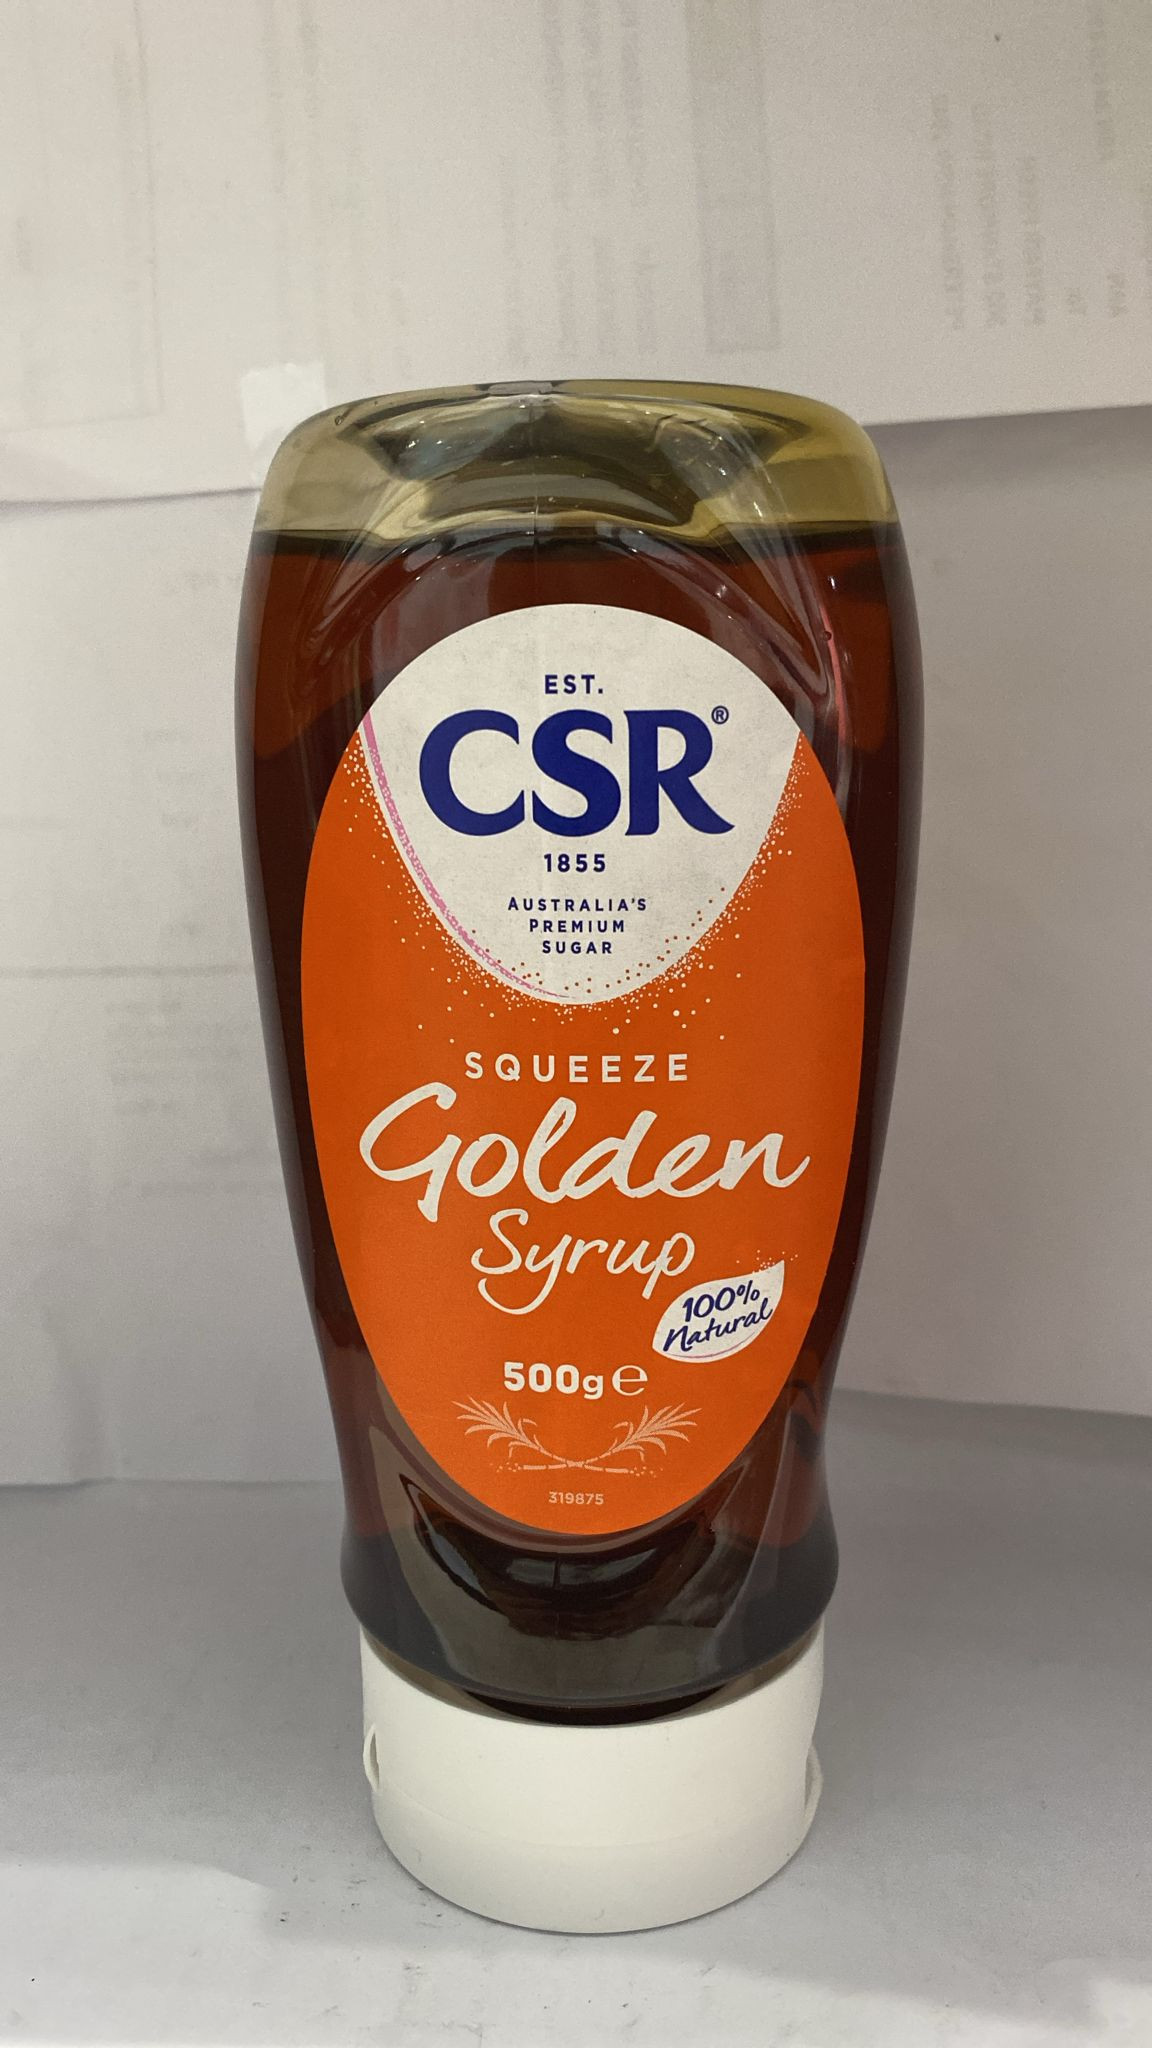 EST.
CSR®
1855
AUSTRALIA'S
PREMIUM
SUGAR
SQUEEZE
Golden
Syrup
100%
Natural
500g ℮
319875